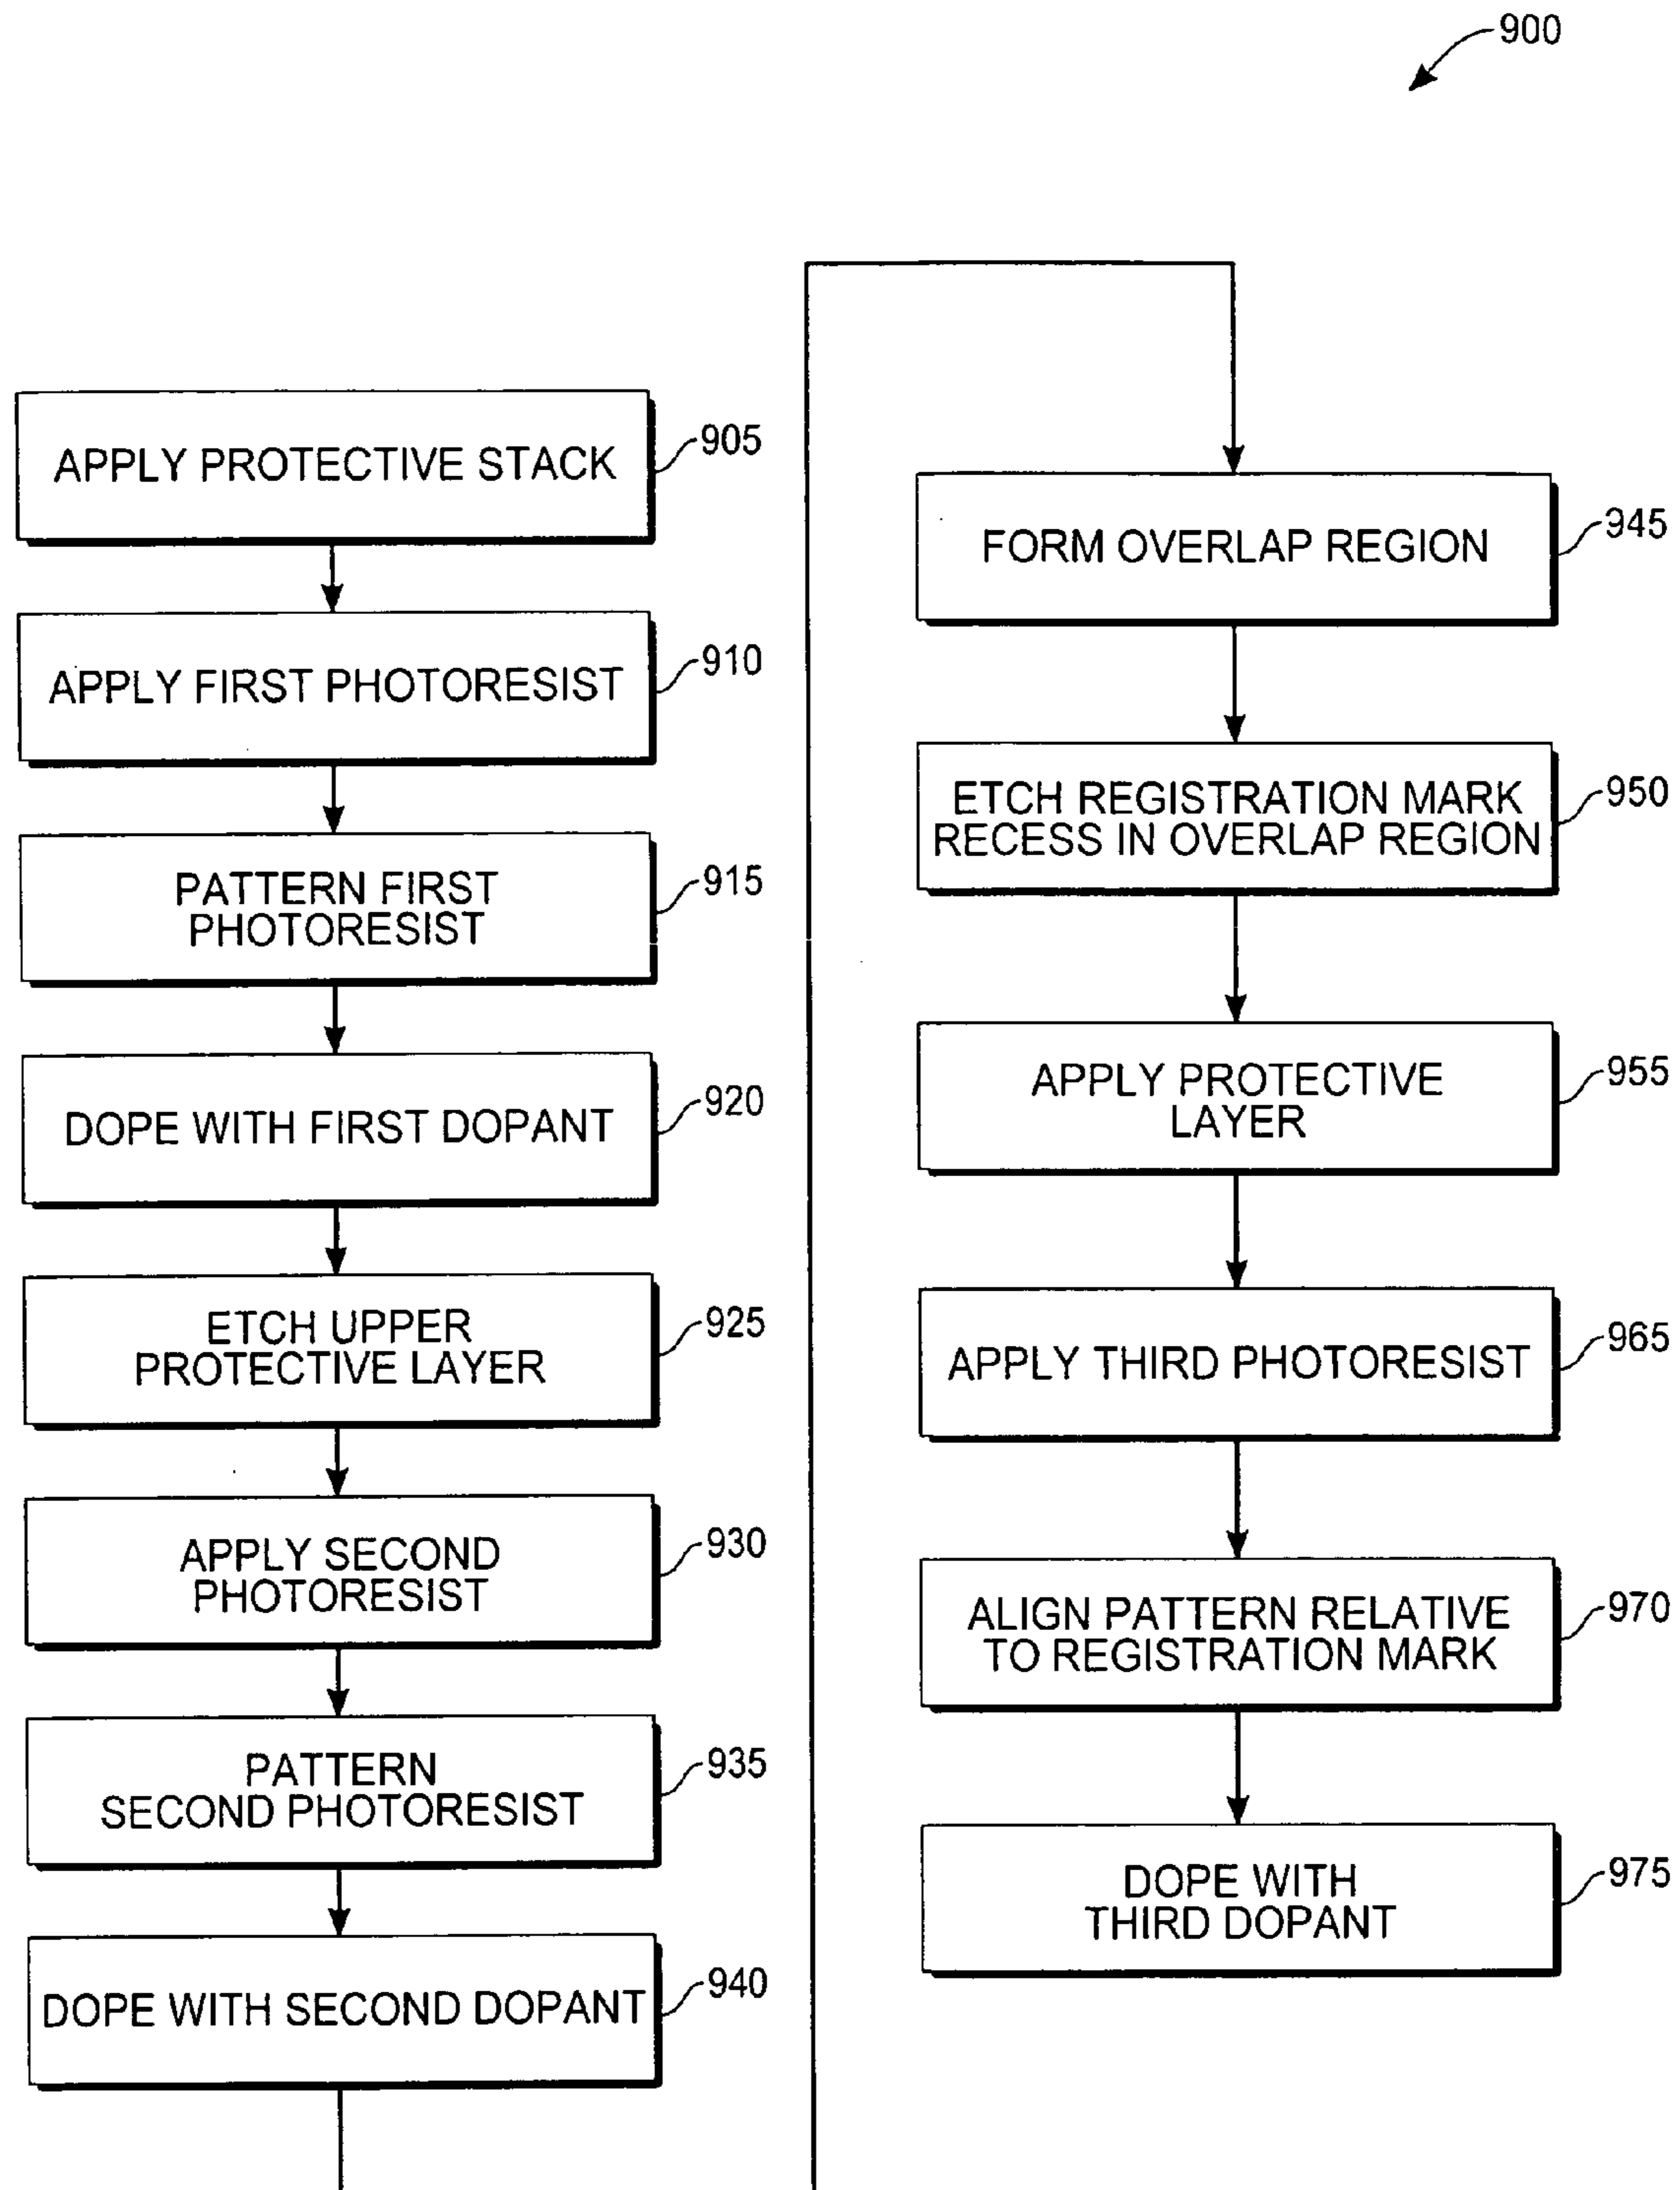 900
APPLY PROTECTIVE STACK
905
APPLY FIRST PHOTORESIST
910
PATTERN FIRST
PHOTORESIST
915
DOPE WITH FIRST DOPANT
920
ETCH UPPER
PROTECTIVE LAYER
925
APPLY SECOND
PHOTORESIST
930
PATTERN
SECOND PHOTORESIST
935
DOPE WITH SECOND DOPANT
940
FORM OVERLAP REGION
945
ETCH REGISTRATION MARK
RECESS IN OVERLAP REGION
950
APPLY PROTECTIVE
LAYER
955
APPLY THIRD PHOTORESIST
965
ALIGN PATTERN RELATIVE
TO REGISTRATION MARK
970
DOPE WITH
THIRD DOPANT
975